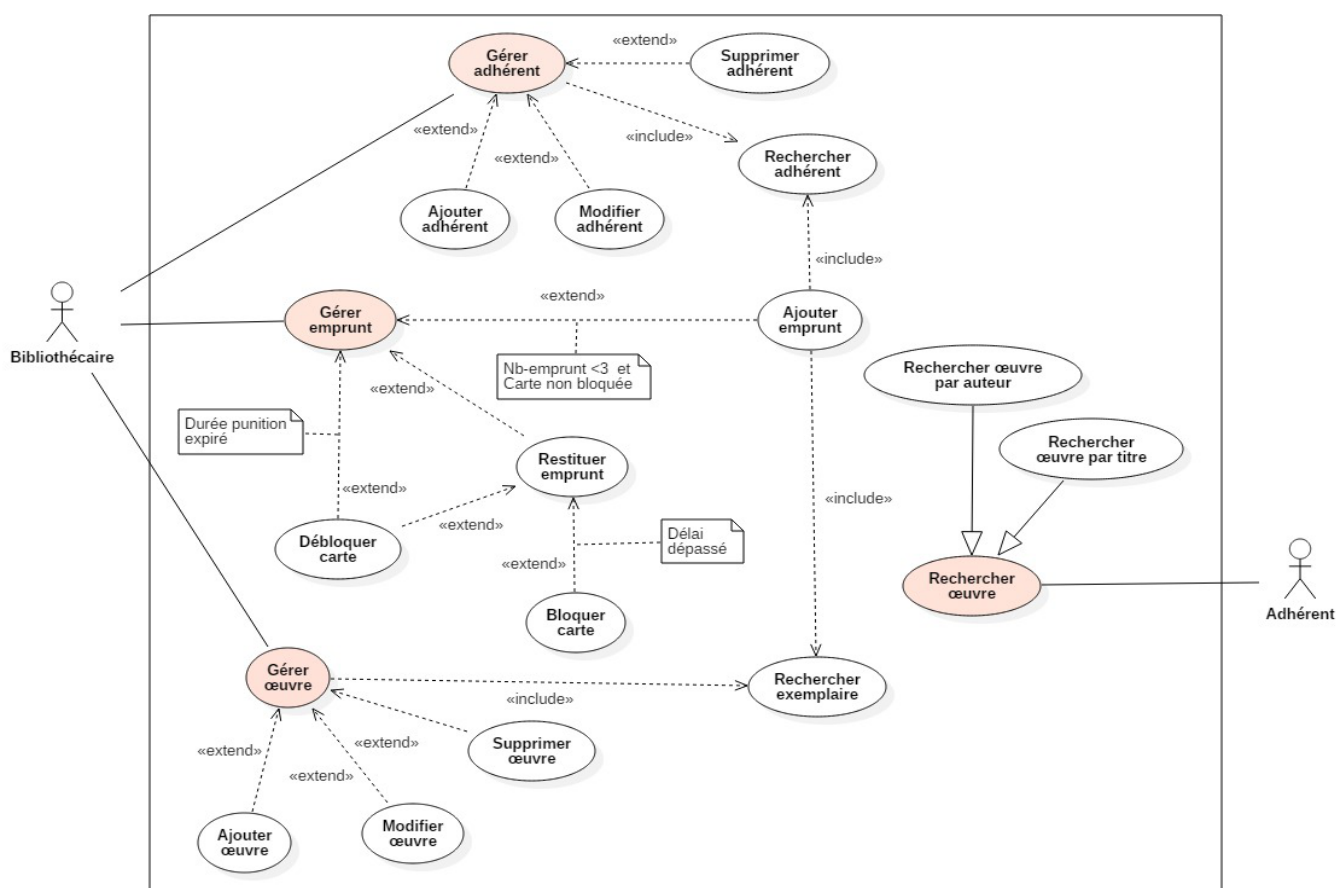 «extend»
Gérer
adhérent
Supprimer
adhérent
«extend»
«include»
«extend»
Rechercher
adhérent
Ajouter
adhérent
Modifier
adhérent
«include»
«extend»
Gérer
emprunt
Ajouter
emprunt
Bibliothécaire
Nb-emprunt <3 et
Carte non bloquée
Rechercher œuvre
par auteur
«extend»
Durée punition
expiré
Rechercher
œuvre par titre
Restituer
emprunt
«extend»
«include»
«extend»
Débloquer
carte
Délai
dépassé
«extend»
Rechercher
œuvre
Adhérent
Bloquer
carte
Gérer
œuvre
Rechercher
exemplaire
«include»
«extend»
«extend»
Supprimer
œuvre
«extend»
Ajouter
œuvre
Modifier
œuvre